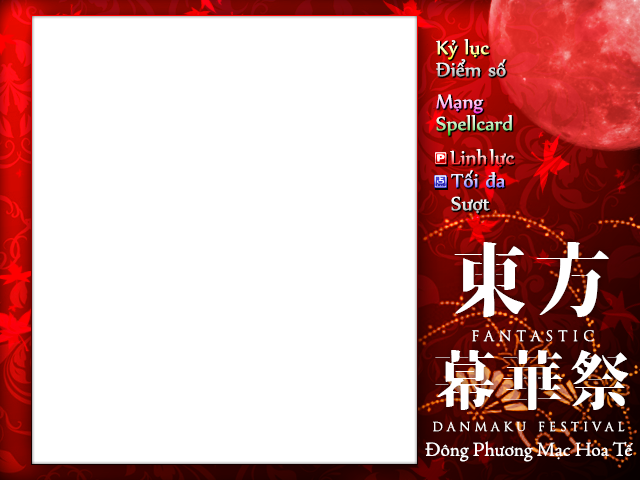 Kỷ lục
Điểm số
Mạng
Spellcard
P Linh lực
点 Tối đa
Sượt
東方
FANTASTIC
幕華祭
DANMAKU FESTIVAL
Đông Phương Mạc Hoa Tế